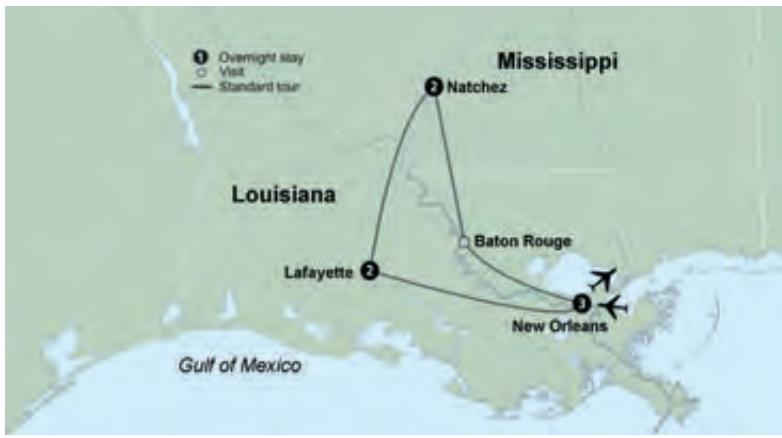 1 Overnight stay
Visit
Standard tour
Mississippi
2 Natchez
Louisiana
Baton Rouge
Lafayette 2
3
New Orleans
Gulf of Mexico